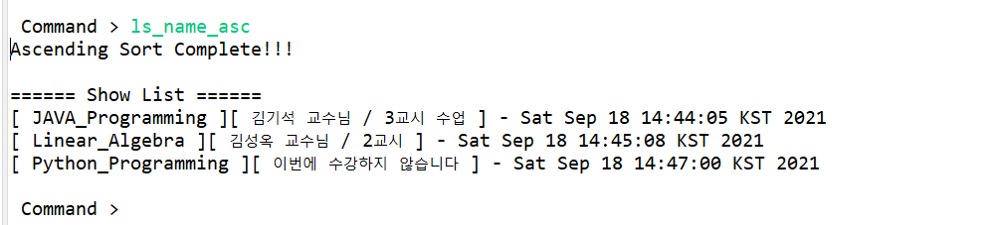 Command > ls_name_asc
Ascending Sort Complete!!!
====== Show List ======
[ JAVA_Programming ][ 김기석 교수님 / 3교시 수업 ] - Sat Sep 18 14:44:05 KST 2021
[ Linear_Algebra ][ 김성옥 교수님 / 2교시 ] - Sat Sep 18 14:45:08 KST 2021
[ Python_Programming ][ 이번에 수강하지 않습니다 ] - Sat Sep 18 14:47:00 KST 2021
Command >